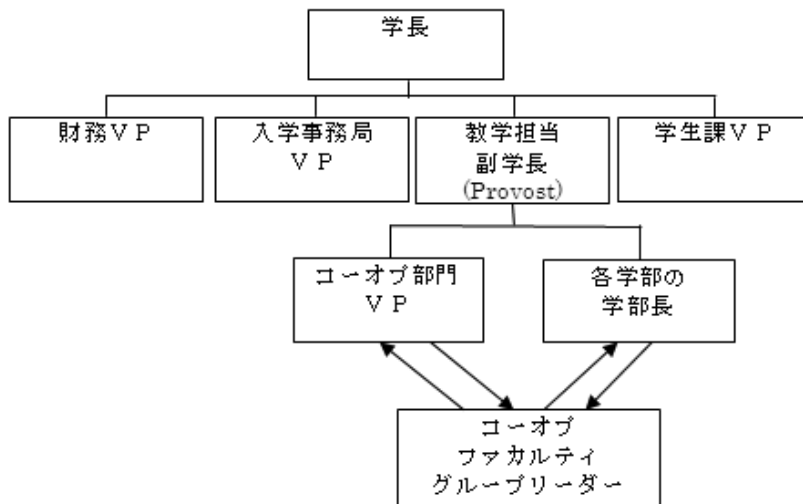 学長
財務ＶＰ
入学事務局
ＶＰ
教学担当
副学長
(Provost)
学生課ＶＰ
コーオプ部門
ＶＰ
各学部の
学部長
コーオプ
ファカルティ
グループリーダー